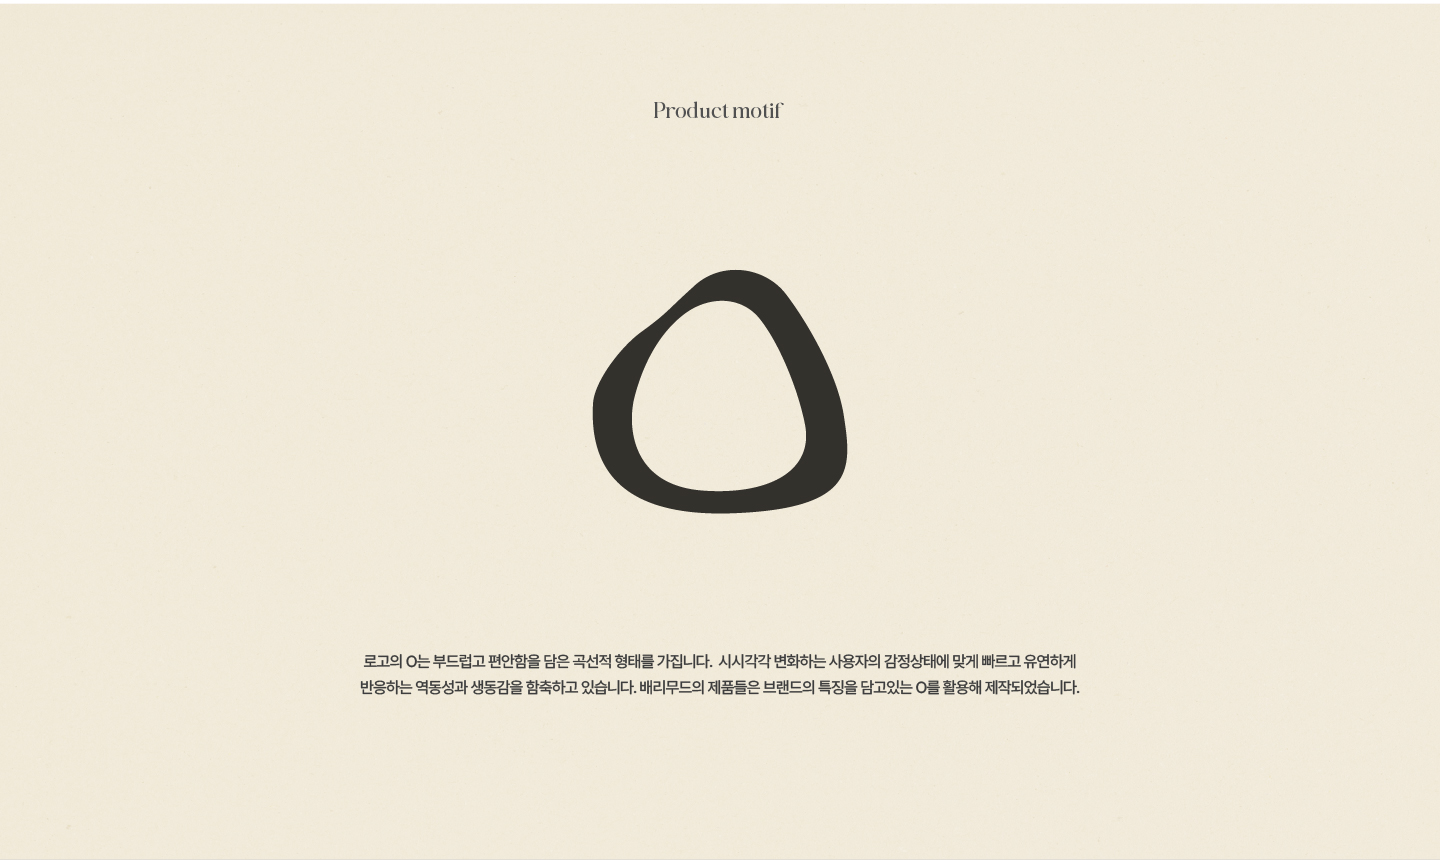 Product motif
로고의 O는 부드럽고 편안함을 담은 곡선적 형태를 가집니다. 시시각각 변화하는 사용자의 감정상태에 맞게 빠르고 유연하게
반응하는 역동성과 생동감을 함축하고 있습니다. 배리무드의 제품들은 브랜드의 특징을 담고있는 O를 활용해 제작되었습니다.